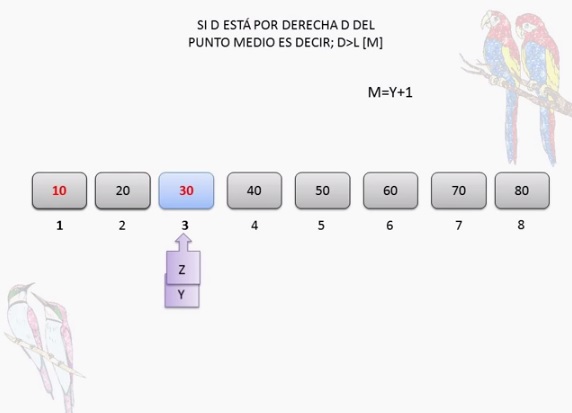 SI D ESTÁ POR DERECHA D DEL
PUNTO MEDIO ES DECIR; D>L [M]
M=Y+1
10 20 30 40 50 60 70 80
1 2 3 4 5 6 7 8
Z
Y